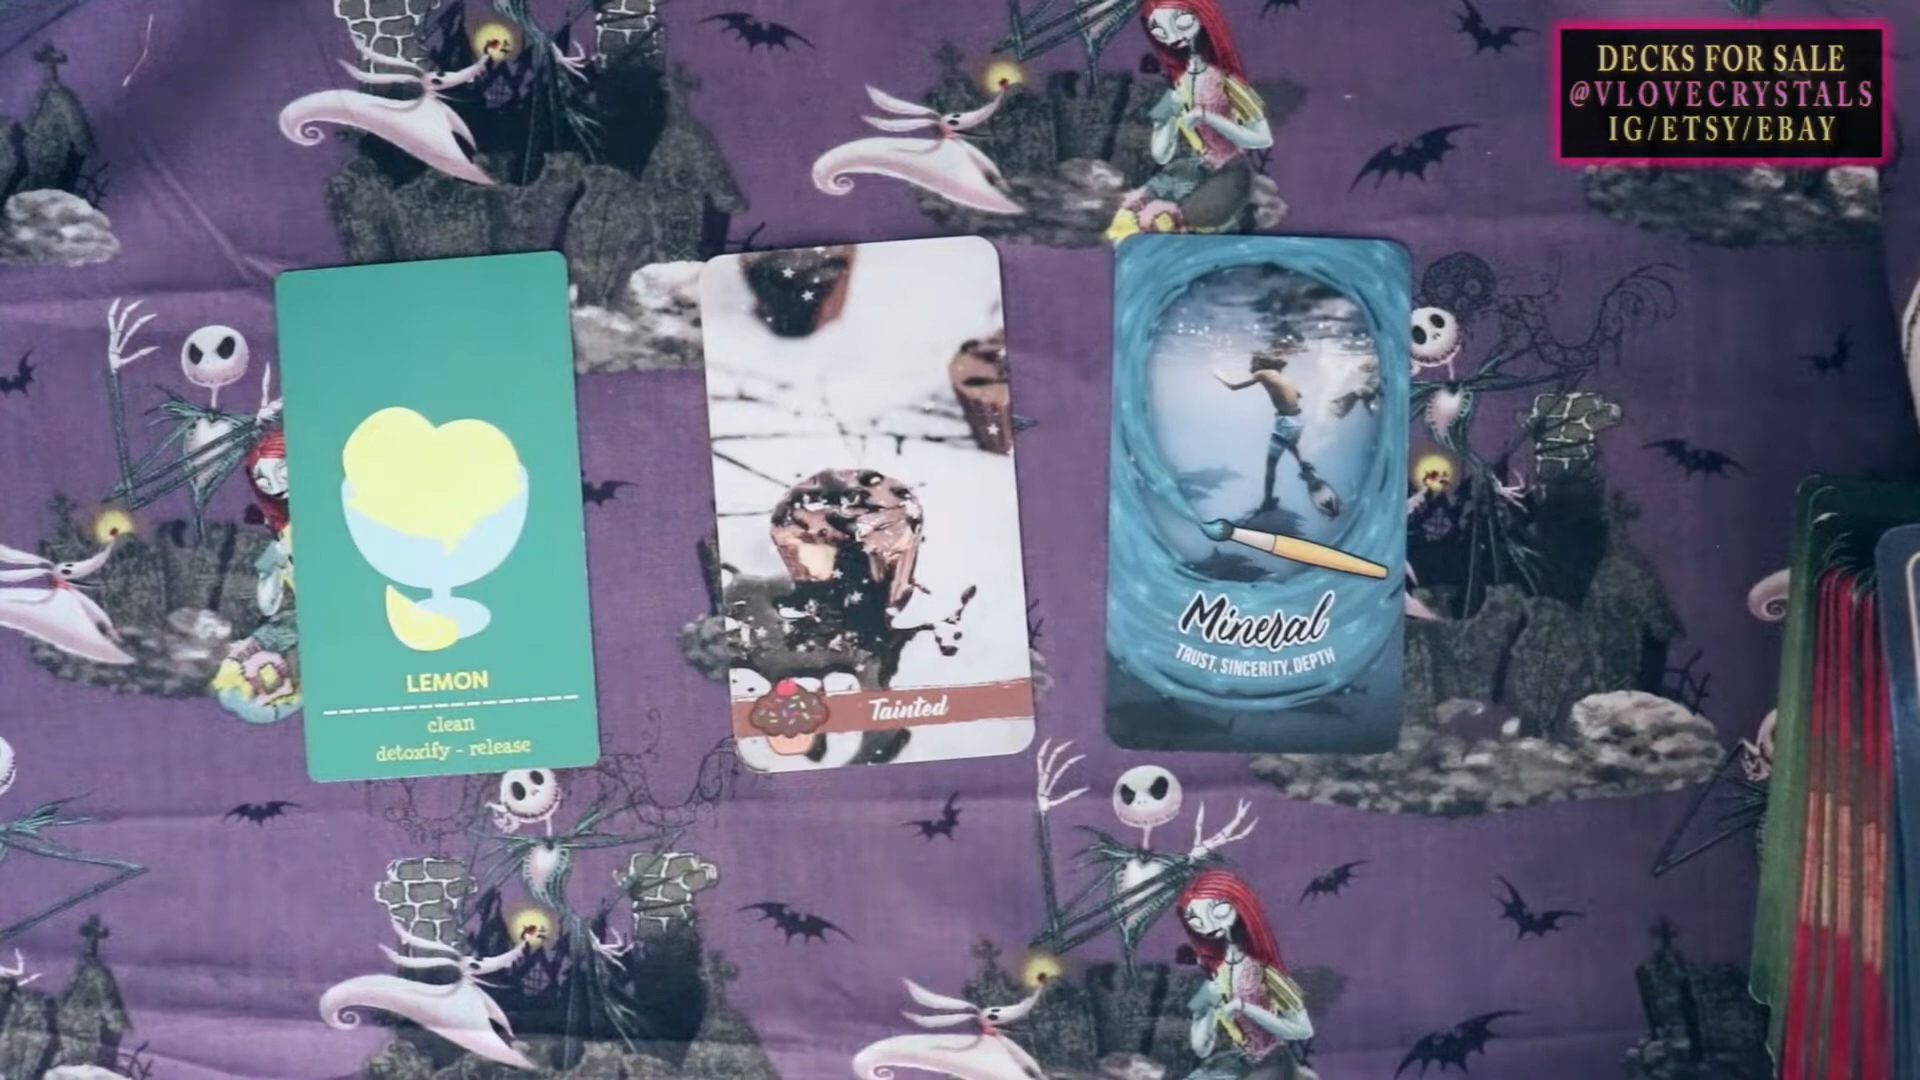 DECKS FOR SALE
@VLOVECRYSTALS
IG/ETSY/EBAY
LEMON
clean
detoxify - release
Tainted
Mineral
TRUST, SINCERITY, DEPTH